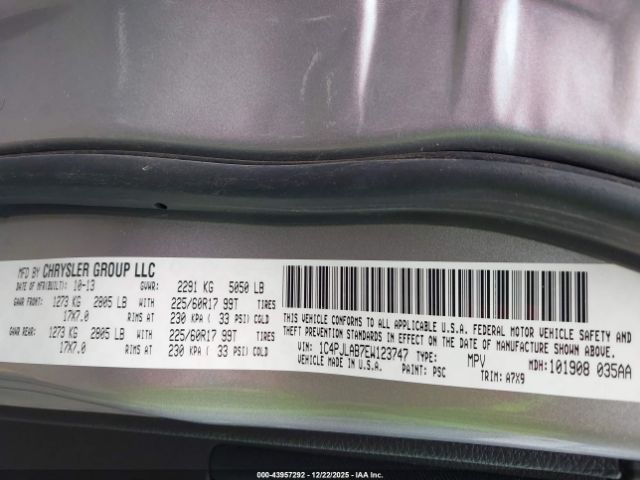 MFD BY CHRYSLER GROUP LLC
DATE OF MFR(BUILT): 10-13 GVWR: 2291 KG 5050 LB
GAWR FRONT: 1273 KG 2805 LB WITH 225/60R17 99T TIRES
17X7.0 RIMS AT 230 KPA ( 33 PSI) COLD
GAWR REAR: 1273 KG 2805 LB WITH 225/60R17 99T TIRES
17X7.0 RIMS AT 230 KPA ( 33 PSI) COLD
THIS VEHICLE CONFORMS TO ALL APPLICABLE U.S.A. FEDERAL MOTOR VEHICLE SAFETY AND
THEFT PREVENTION STANDARDS IN EFFECT ON THE DATE OF MANUFACTURE SHOWN ABOVE.
VIN: 1C4PJLAB7EW123747 TYPE: MPV MDH:101908 035AA
VEHICLE MADE IN U.S.A. PAINT: PSC TRIM: A7X9
000-43957292 - 12/22/2025 - IAA Inc.